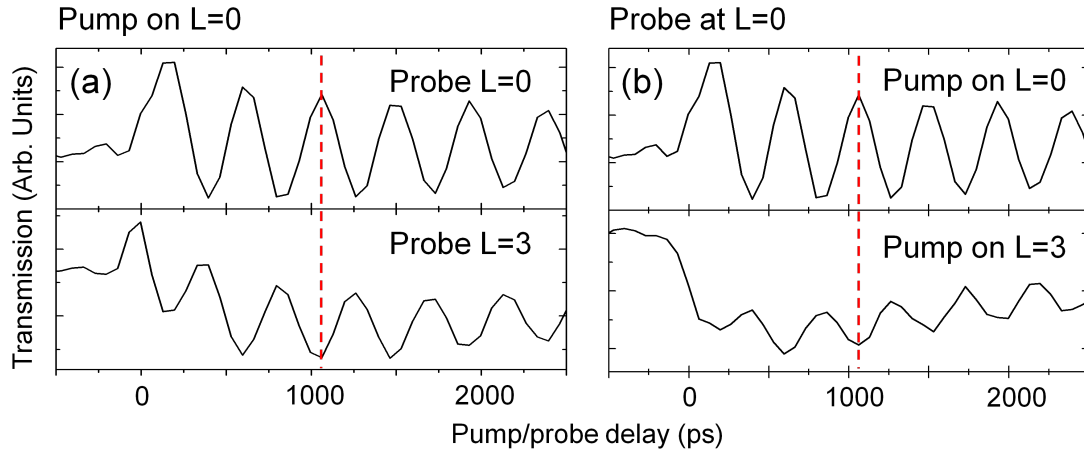 Pump on L=0
Probe at L=0
(a)
Probe L=0
Probe L=3
(b)
Pump on L=0
Pump on L=3
Transmission (Arb. Units)
0 1000 2000
0 1000 2000
Pump/probe delay (ps)